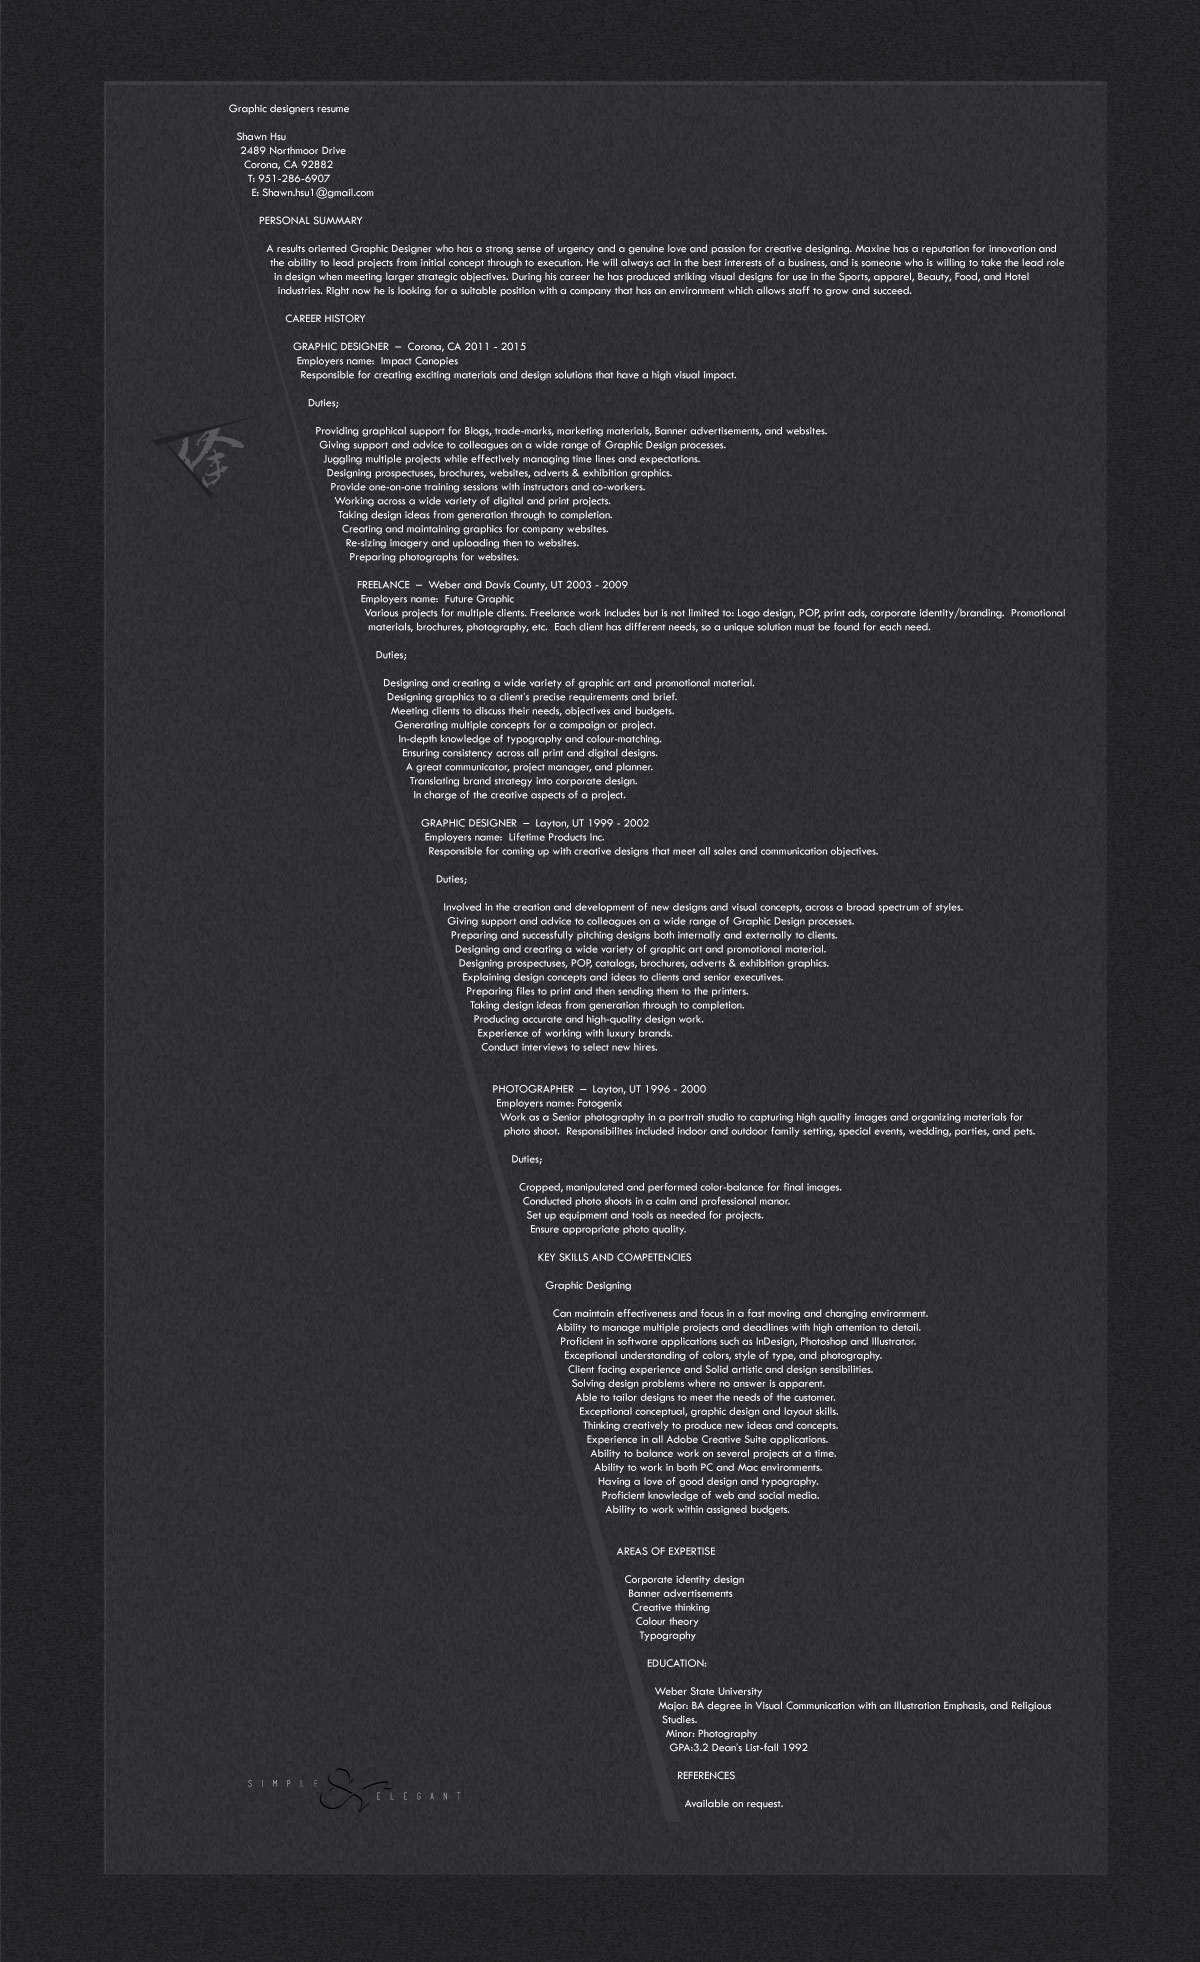 Graphic designers resume
Shawn Hsu
2489 Northmoor Drive
Corona, CA 92882
T: 951-286-6907
E: Shawn.hsu1@gmail.com
PERSONAL SUMMARY
A results oriented Graphic Designer who has a strong sense of urgency and a genuine love and passion for creative designing. Maxine has a reputation for innovation and
the ability to lead projects from initial concept through to execution. He will always act in the best interests of a business, and is someone who is willing to take the lead role
in design when meeting larger strategic objectives. During his career he has produced striking visual designs for use in the Sports, apparel, Beauty, Food, and Hotel
industries. Right now he is looking for a suitable position with a company that has an environment which allows staff to grow and succeed.
CAREER HISTORY
GRAPHIC DESIGNER – Corona, CA 2011 - 2015
Employers name: Impact Canopies
Responsible for creating exciting materials and design solutions that have a high visual impact.
Duties;
Providing graphical support for Blogs, trade-marks, marketing materials, Banner advertisements, and websites.
Giving support and advice to colleagues on a wide range of Graphic Design processes.
Juggling multiple projects while effectively managing time lines and expectations.
Designing prospectuses, brochures, websites, adverts & exhibition graphics.
Provide one-on-one training sessions with instructors and co-workers.
Working across a wide variety of digital and print projects.
Taking design ideas from generation through to completion.
Creating and maintaining graphics for company websites.
Re-sizing imagery and uploading then to websites.
Preparing photographs for websites.
FREELANCE – Weber and Davis County, UT 2003 - 2009
Employers name: Future Graphic
Various projects for multiple clients. Freelance work includes but is not limited to: Logo design, POP, print ads, corporate identity/branding. Promotional
materials, brochures, photography, etc. Each client has different needs, so a unique solution must be found for each need.
Duties;
Designing and creating a wide variety of graphic art and promotional material.
Designing graphics to a client's precise requirements and brief.
Meeting clients to discuss their needs, objectives and budgets.
Generating multiple concepts for a campaign or project.
In-depth knowledge of typography and colour-matching.
Ensuring consistency across all print and digital designs.
A great communicator, project manager, and planner.
Translating brand strategy into corporate design.
In charge of the creative aspects of a project.
GRAPHIC DESIGNER – Layton, UT 1999 - 2002
Employers name: Lifetime Products Inc.
Responsible for coming up with creative designs that meet all sales and communication objectives.
Duties;
Involved in the creation and development of new designs and visual concepts, across a broad spectrum of styles.
Giving support and advice to colleagues on a wide range of Graphic Design processes.
Preparing and successfully pitching designs both internally and externally to clients.
Designing and creating a wide variety of graphic art and promotional material.
Designing prospectuses, POP, catalogs, brochures, adverts & exhibition graphics.
Explaining design concepts and ideas to clients and senior executives.
Preparing files to print and then sending them to the printers.
Taking design ideas from generation through to completion.
Producing accurate and high-quality design work.
Experience of working with luxury brands.
Conduct interviews to select new hires.
PHOTOGRAPHER – Layton, UT 1996 - 2000
Employers name: Fotogenix
Work as a Senior photography in a portrait studio to capturing high quality images and organizing materials for
photo shoot. Responsibilites included indoor and outdoor family setting, special events, wedding, parties, and pets.
Duties;
Cropped, manipulated and performed color-balance for final images.
Conducted photo shoots in a calm and professional manor.
Set up equipment and tools as needed for projects.
Ensure appropriate photo quality.
KEY SKILLS AND COMPETENCIES
Graphic Designing
Can maintain effectiveness and focus in a fast moving and changing environment.
Ability to manage multiple projects and deadlines with high attention to detail.
Proficient in software applications such as InDesign, Photoshop and Illustrator.
Exceptional understanding of colors, style of type, and photography.
Client facing experience and Solid artistic and design sensibilities.
Solving design problems where no answer is apparent.
Able to tailor designs to meet the needs of the customer.
Exceptional conceptual, graphic design and layout skills.
Thinking creatively to produce new ideas and concepts.
Experience in all Adobe Creative Suite applications.
Ability to balance work on several projects at a time.
Ability to work in both PC and Mac environments.
Having a love of good design and typography.
Proficient knowledge of web and social media.
Ability to work within assigned budgets.
AREAS OF EXPERTISE
Corporate identity design
Banner advertisements
Creative thinking
Colour theory
Typography
EDUCATION:
Weber State University
Major: BA degree in Visual Communication with an Illustration Emphasis, and Religious
Studies.
Minor: Photography
GPA:3.2 Dean's List-fall 1992
REFERENCES
Available on request.
SIMPLE & ELEGANT